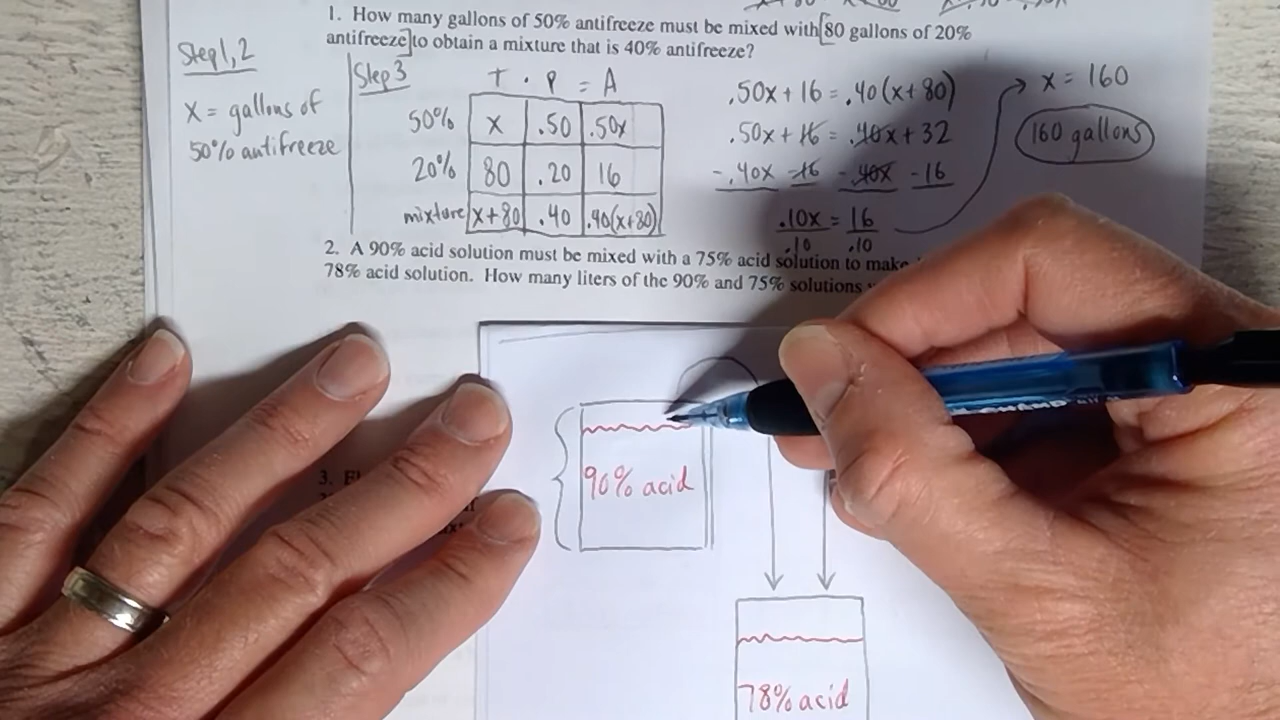 1. How many gallons of 50% antifreeze must be mixed with [80 gallons of 20%
antifreeze] to obtain a mixture that is 40% antifreeze?
Step 1,2
X = gallons of
50% antifreeze
Step 3
T · P = A
50% x .50 .50x
20% 80 .20 16
mixture x+80 .40 .40(x+80)
.50x + 16 = .40(x+80)
.50x + 16 = .40x + 32
-.40x -16 -.40x -16
.10x = 16
.10 .10
x = 160
160 gallons
2. A 90% acid solution must be mixed with a 75% acid solution to make
78% acid solution. How many liters of the 90% and 75% solutions
3.
90% acid
78% acid